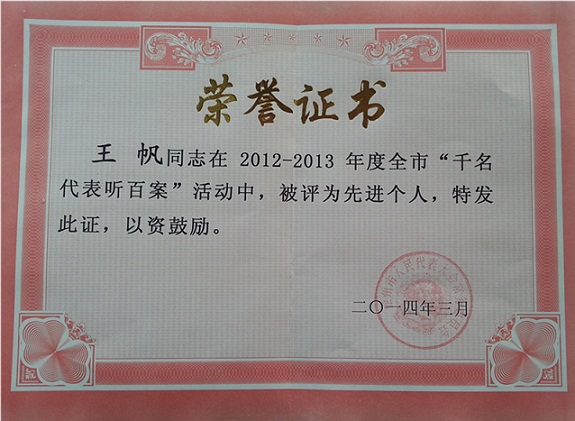 荣誉证书
王 帆同志在 2012-2013 年度全市“千名
代表听百案”活动中，被评为先进个人，特发
此证，以资鼓励。
二〇一四年三月